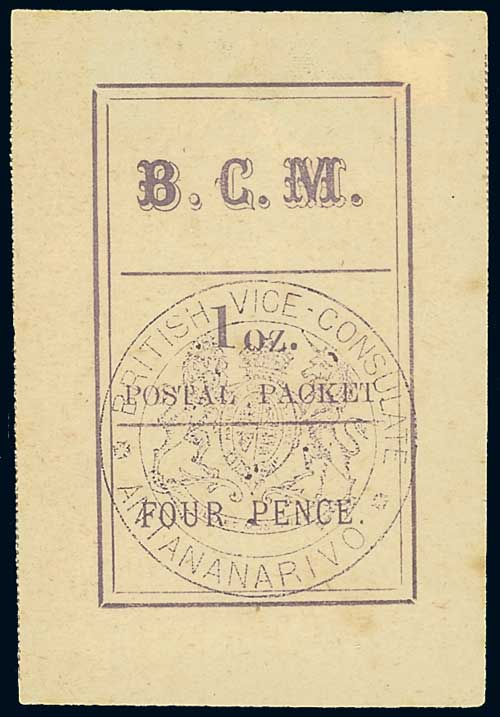 B. C. M.
1 oz.
POSTAL PACKET
FOUR PENCE.
BRITISH VICE-CONSULATE
ANTANANARIVO